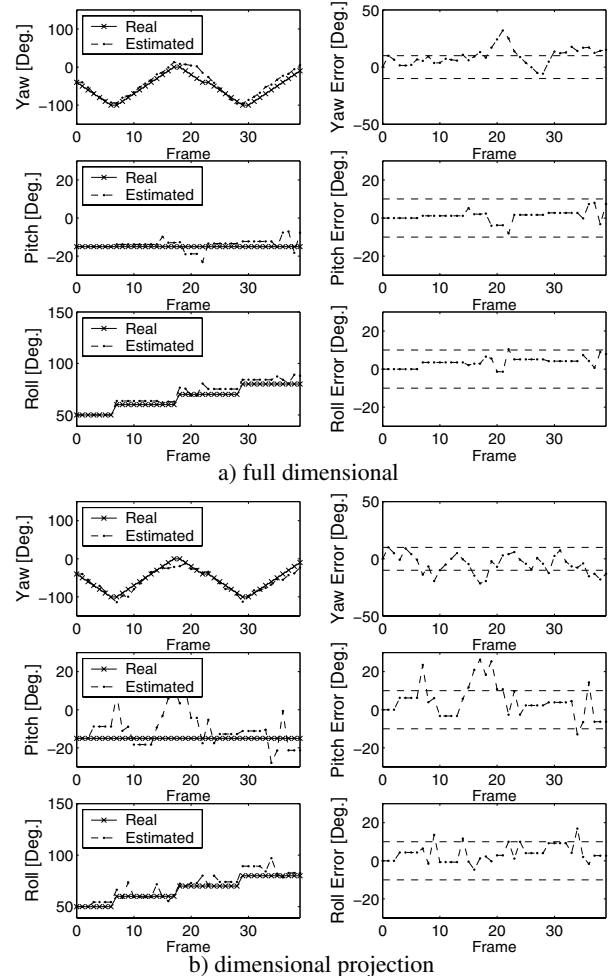 Yaw [Deg.]
100
0
−100
Real
Estimated
0 10 20 30
Frame
Yaw Error [Deg.]
50
0
−50
0 10 20 30
Frame
Pitch [Deg.]
20
0
−20
Real
Estimated
0 10 20 30
Frame
Pitch Error [Deg.]
20
0
−20
0 10 20 30
Frame
Roll [Deg.]
150
100
50
Real
Estimated
0 10 20 30
Frame
Roll Error [Deg.]
20
0
−20
0 10 20 30
Frame
a) full dimensional
Yaw [Deg.]
100
0
−100
Real
Estimated
0 10 20 30
Frame
Yaw Error [Deg.]
50
0
−50
0 10 20 30
Frame
Pitch [Deg.]
20
0
−20
Real
Estimated
0 10 20 30
Frame
Pitch Error [Deg.]
20
0
−20
0 10 20 30
Frame
Roll [Deg.]
150
100
50
Real
Estimated
0 10 20 30
Frame
Roll Error [Deg.]
20
0
−20
0 10 20 30
Frame
b) dimensional projection